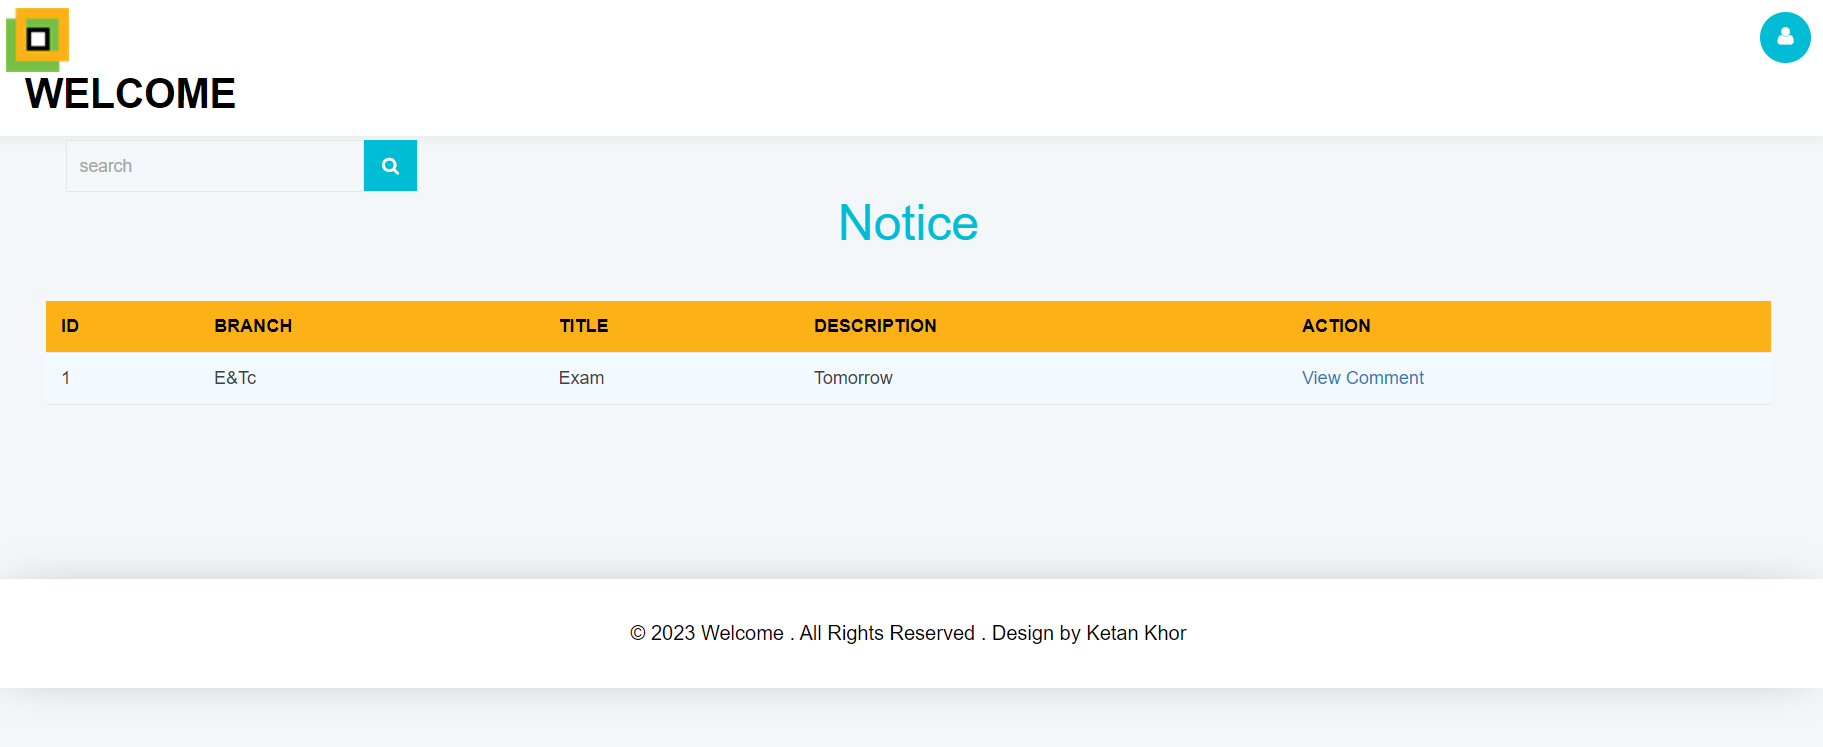 WELCOME
search
Notice
ID BRANCH TITLE DESCRIPTION ACTION
1 E&Tc Exam Tomorrow View Comment
© 2023 Welcome . All Rights Reserved . Design by Ketan Khor